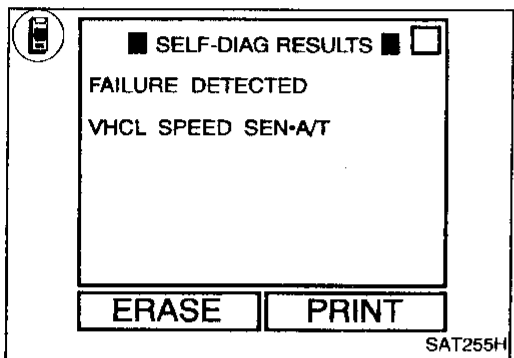 ■ SELF-DIAG RESULTS ■ □
FAILURE DETECTED
VHCL SPEED SEN•A/T
ERASE PRINT
SAT255H